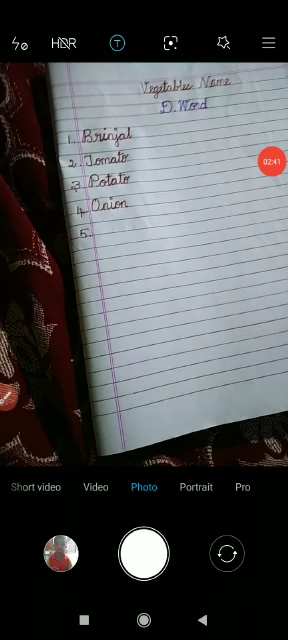 HDR
T
Vegetables Name
D.Word
02:41
1. Brinjal
2. Tomato
3. Potato
4. Onion
5.
Short video Video Photo Portrait Pro